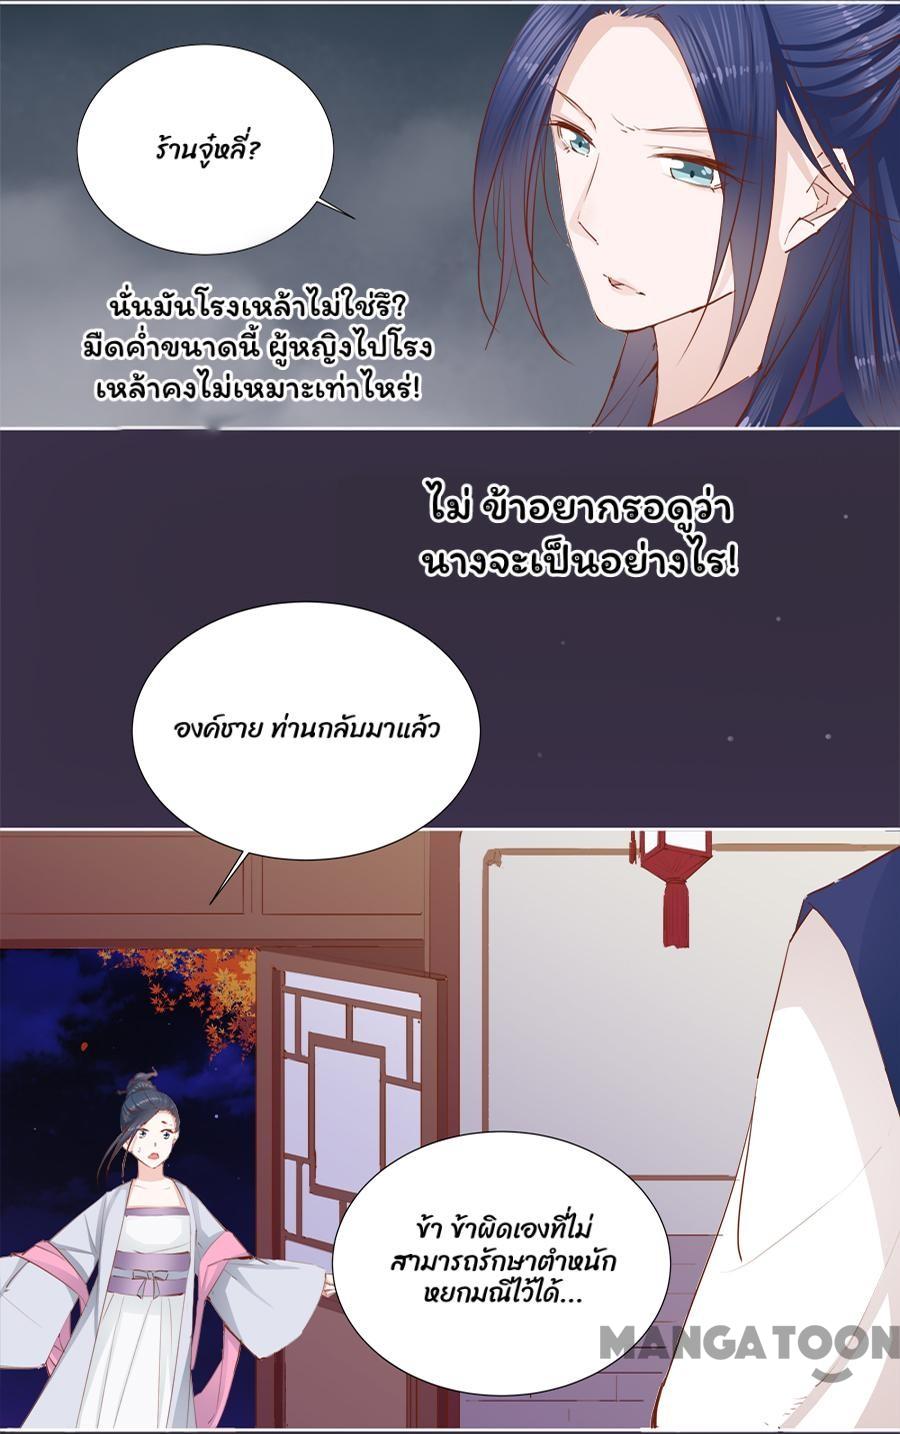 ร้านจู๋หลี่?
นั่นมันโรงเหล้าไม่ใช่รึ?
มืดค่ำขนาดนี้ ผู้หญิงไปโรง
เหล้าคงไม่เหมาะเท่าไหร่!
ไม่ ข้าอยากรอดูว่า
นางจะเป็นอย่างไร!
องค์ชาย ท่านกลับมาแล้ว
ข้า ข้าผิดเองที่ไม่
สามารถรักษาตำหนัก
หยกมณีไว้ได้...
MANGATOON